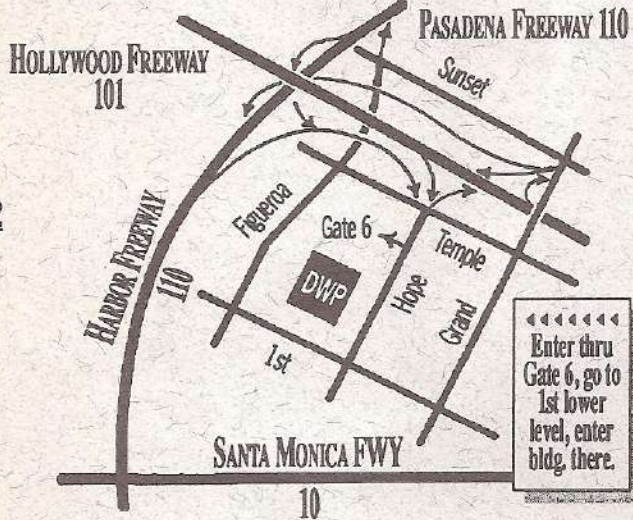 PASADENA FREEWAY 110
HOLLYWOOD FREEWAY
101
Sunset
HARBOR FREEWAY
110
Figueroa
Gate 6
Temple
DWP
Hope
Grand
1st
Enter thru
Gate 6, go to
1st lower
level, enter
bldg. there.
SANTA MONICA FWY
10